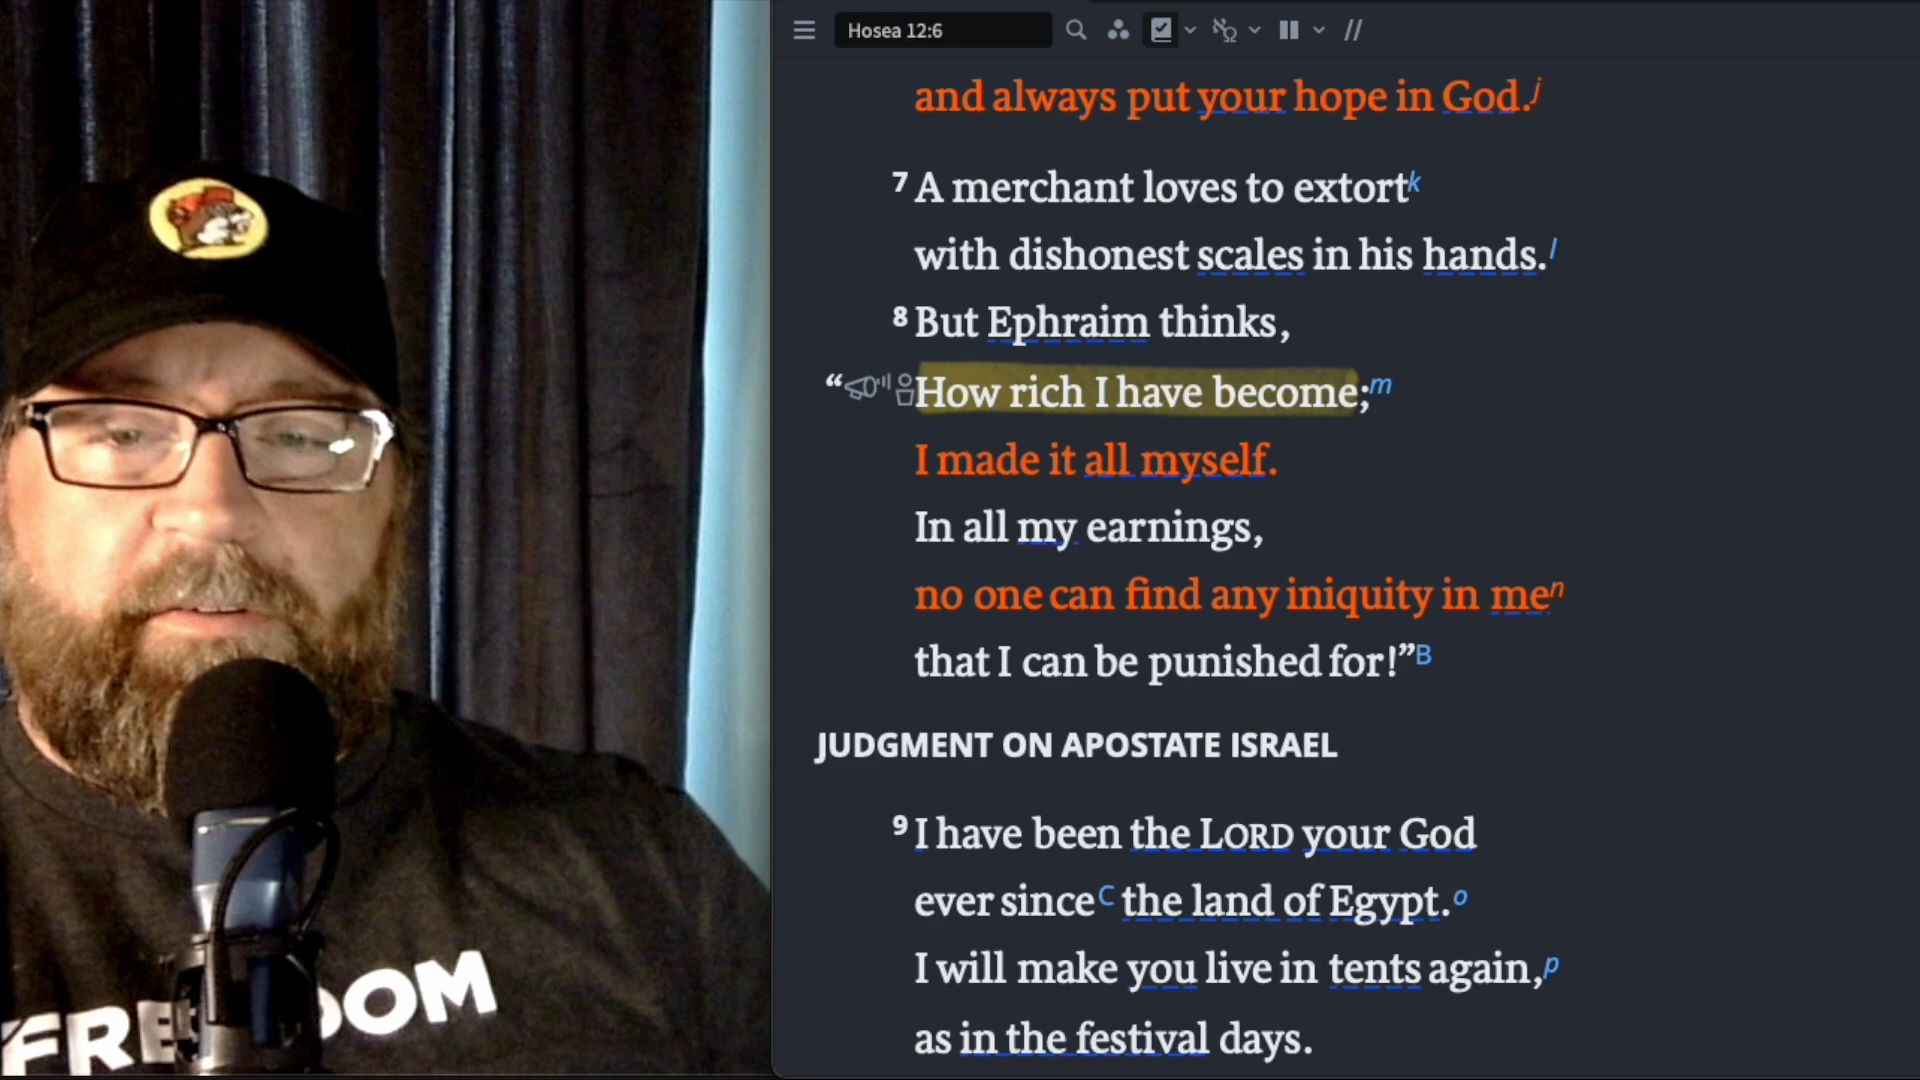 Hosea 12:6
and always put your hope in God.j
7 A merchant loves to extortk
with dishonest scales in his hands.l
8 But Ephraim thinks,
“How rich I have become;m
I made it all myself.
In all my earnings,
no one can find any iniquity in men
that I can be punished for!”B
JUDGMENT ON APOSTATE ISRAEL
9 I have been the LORD your God
ever sinceC the land of Egypt.o
I will make you live in tents again,p
as in the festival days.
FREEDOM